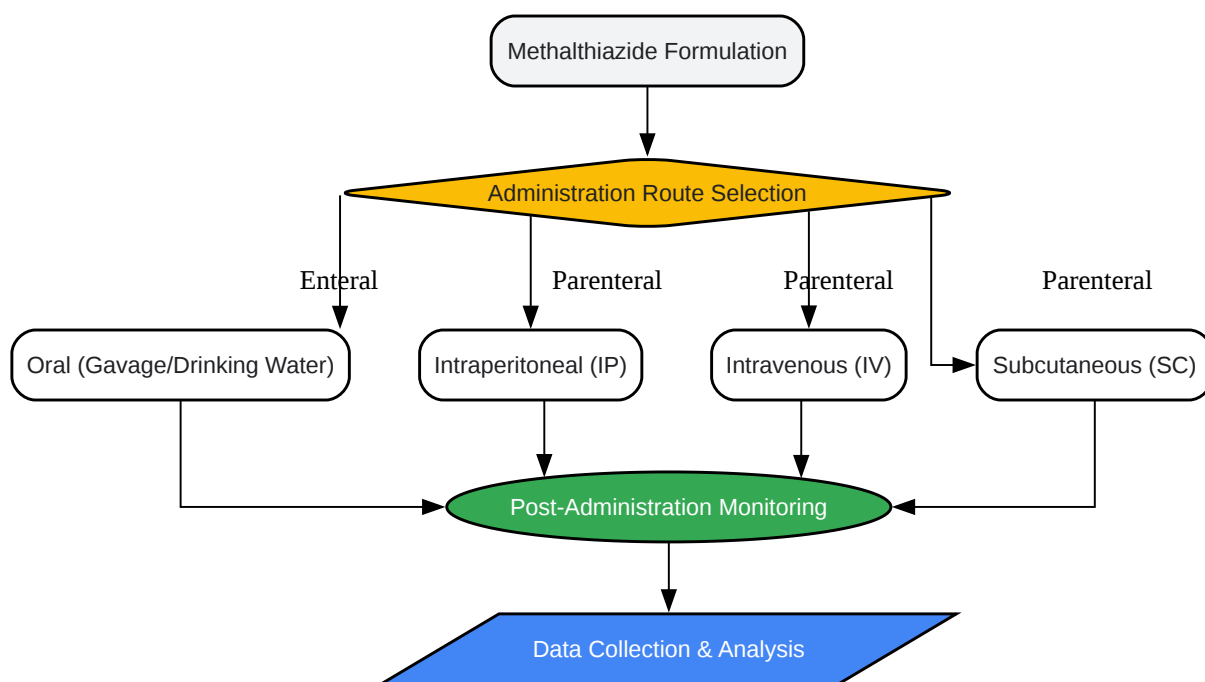 Methalthiazide Formulation
Administration Route Selection
Enteral
Parenteral
Parenteral
Parenteral
Oral (Gavage/Drinking Water)
Intraperitoneal (IP)
Intravenous (IV)
Subcutaneous (SC)
Post-Administration Monitoring
Data Collection & Analysis